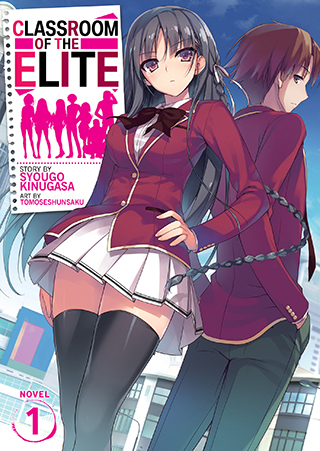 CLASSROOM
OF THE
ELITE
STORY BY
SYOUGO
KINUGASA
ART BY
TOMOSESHUNSAKU
NOVEL
1